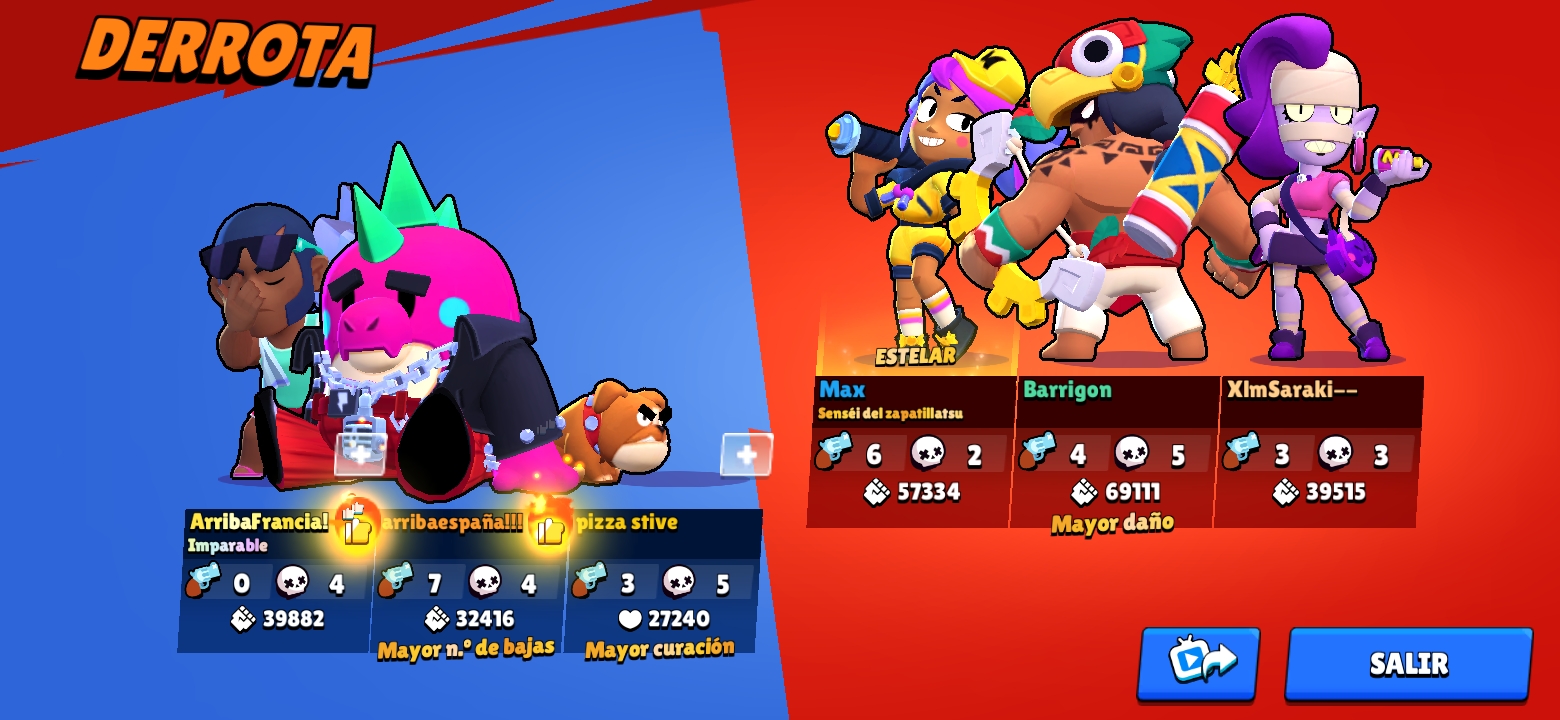 DERROTA
ESTELAR
Max
Senséi del zapatillatsu
6 2
57334
Barrigon
4 5
69111
Mayor daño
XImSaraki--
3 3
39515
ArribaFrancia!
Imparable
0 4
39882
arribaespaña!!!
7 4
32416
Mayor n.º de bajas
pizza stive
3 5
27240
Mayor curación
SALIR